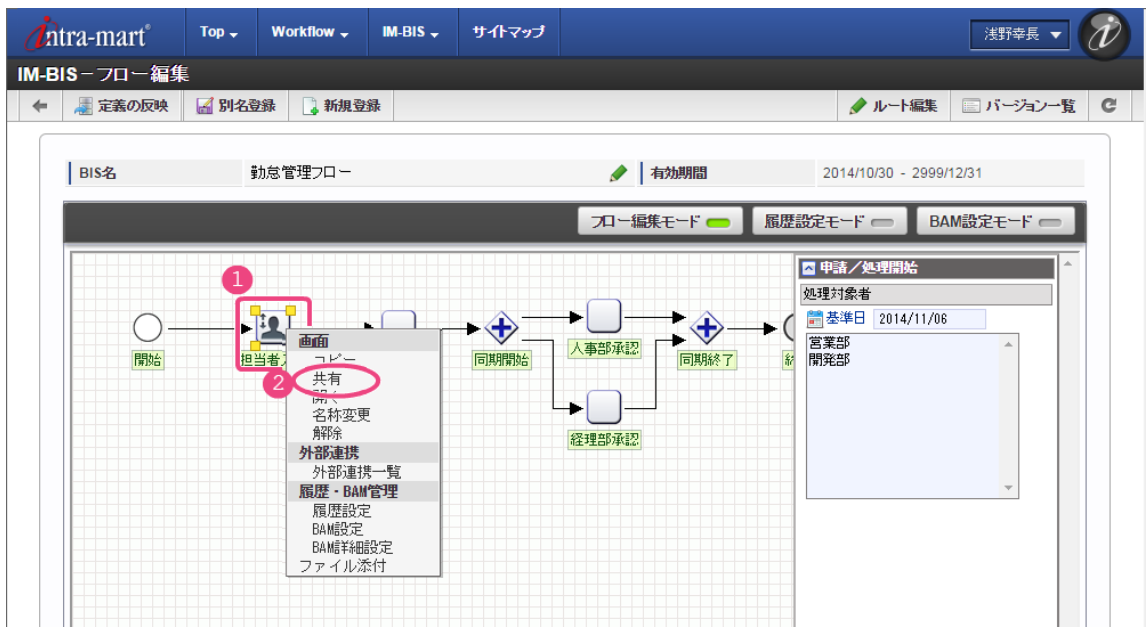 intra-mart®
Top
Workflow
IM-BIS
サイトマップ
浅野幸長
IM-BIS－フロー編集
定義の反映
別名登録
新規登録
ルート編集
バージョン一覧
BIS名
勤怠管理フロー
有効期間
2014/10/30 - 2999/12/31
フロー編集モード
履歴設定モード
BAM設定モード
申請／処理開始
処理対象者
基準日 2014/11/06
営業部
開発部
1
開始
担当者
同期開始
人事部承認
同期終了
経理部承認
画面
コピー
2
共有
開く
名称変更
解除
外部連携
外部連携一覧
履歴・BAM管理
履歴設定
BAM設定
BAM詳細設定
ファイル添付